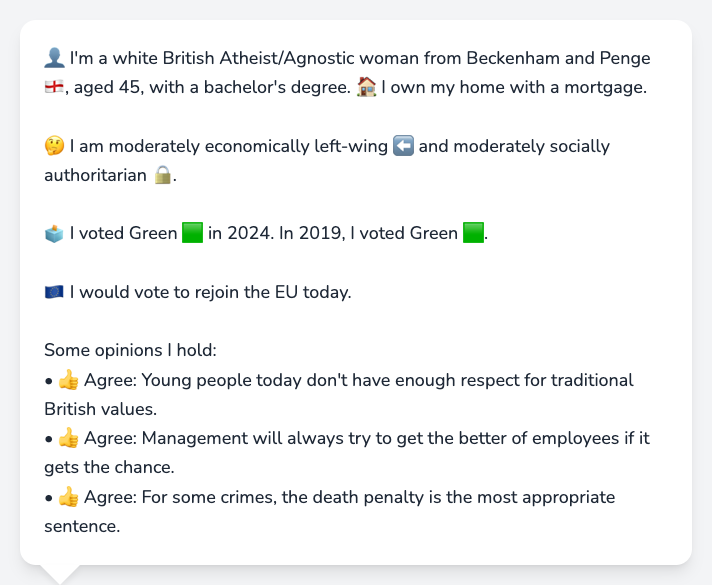 👤 I'm a white British Atheist/Agnostic woman from Beckenham and Penge
🏴󠁧󠁢󠁥󠁮󠁧󠁿, aged 45, with a bachelor's degree. 🏠 I own my home with a mortgage.
🤔 I am moderately economically left-wing ⬅️ and moderately socially
authoritarian 🔒.
🗳️ I voted Green 🟩 in 2024. In 2019, I voted Green 🟩.
🇪🇺 I would vote to rejoin the EU today.
Some opinions I hold:
• 👍 Agree: Young people today don't have enough respect for traditional
British values.
• 👍 Agree: Management will always try to get the better of employees if it
gets the chance.
• 👍 Agree: For some crimes, the death penalty is the most appropriate
sentence.